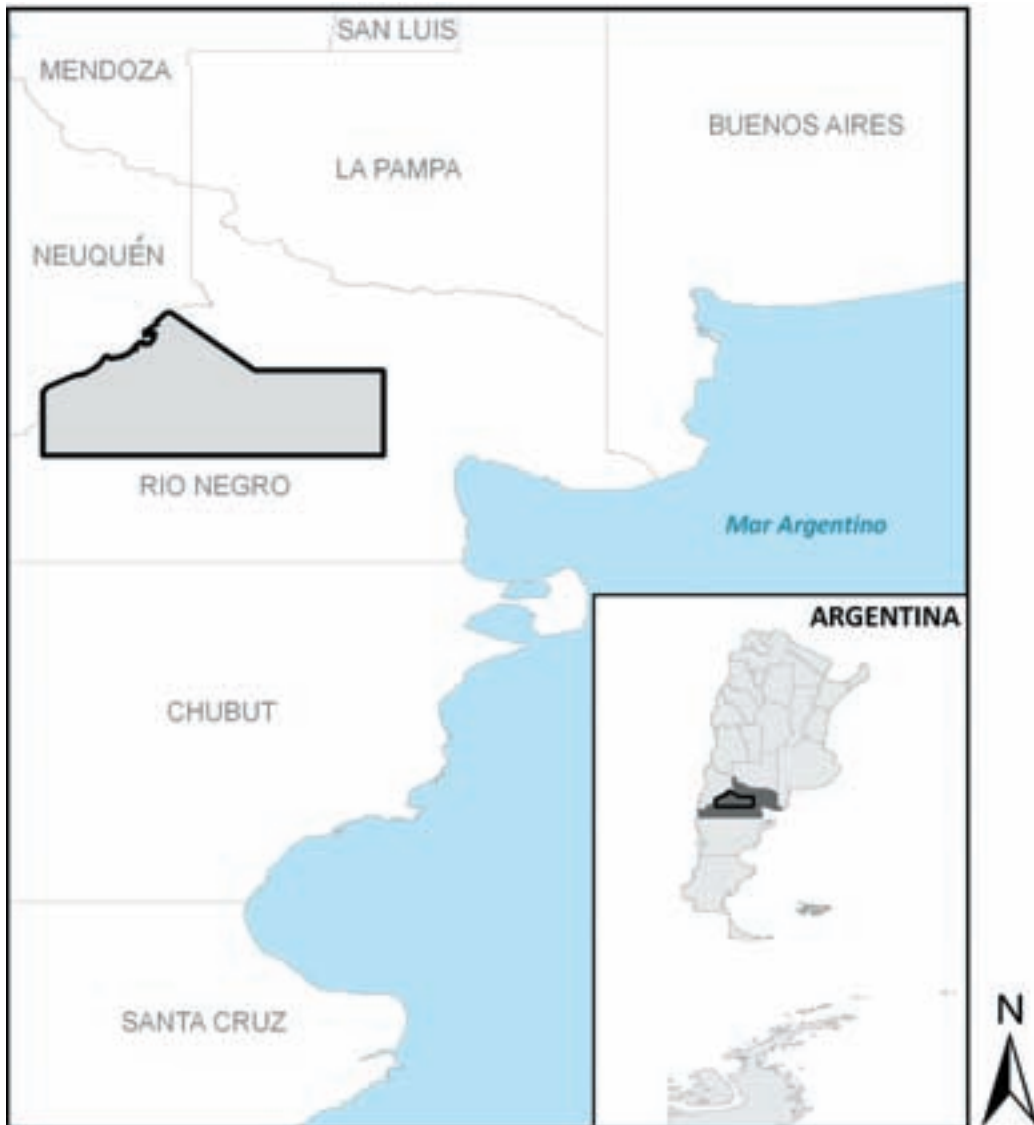 SAN LUIS
MENDOZA
BUENOS AIRES
LA PAMPA
NEUQUÉN
RIO NEGRO
Mar Argentino
ARGENTINA
CHUBUT
SANTA CRUZ
N